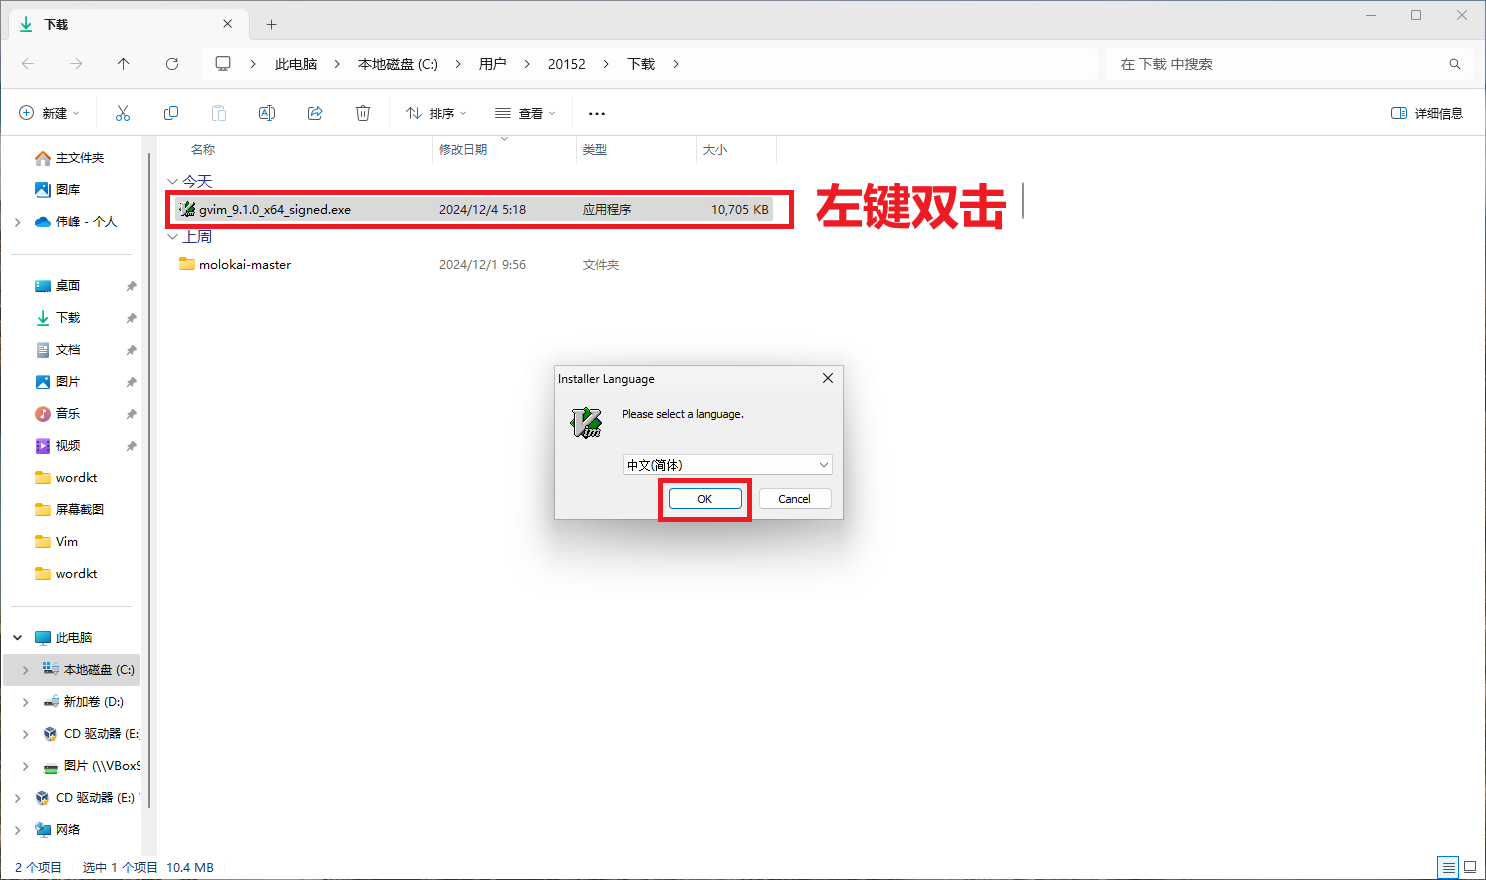 下载
此电脑
本地磁盘 (C:)
用户
20152
下载
在 下载 中搜索
新建
排序
查看
详细信息
名称
修改日期
类型
大小
今天
gvim_9.1.0_x64_signed.exe
2024/12/4 5:18
应用程序
10,705 KB
左键双击
上周
molokai-master
2024/12/1 9:56
文件夹
主文件夹
图库
伟峰 - 个人
桌面
下载
文档
图片
音乐
视频
wordkt
屏幕截图
Vim
wordkt
此电脑
本地磁盘 (C:)
新加卷 (D:)
CD 驱动器 (E:
图片 (\\VBoxS
CD 驱动器 (E:)
网络
Installer Language
Please select a language.
Vim
中文(简体)
OK
Cancel
2 个项目
选中 1 个项目
10.4 MB